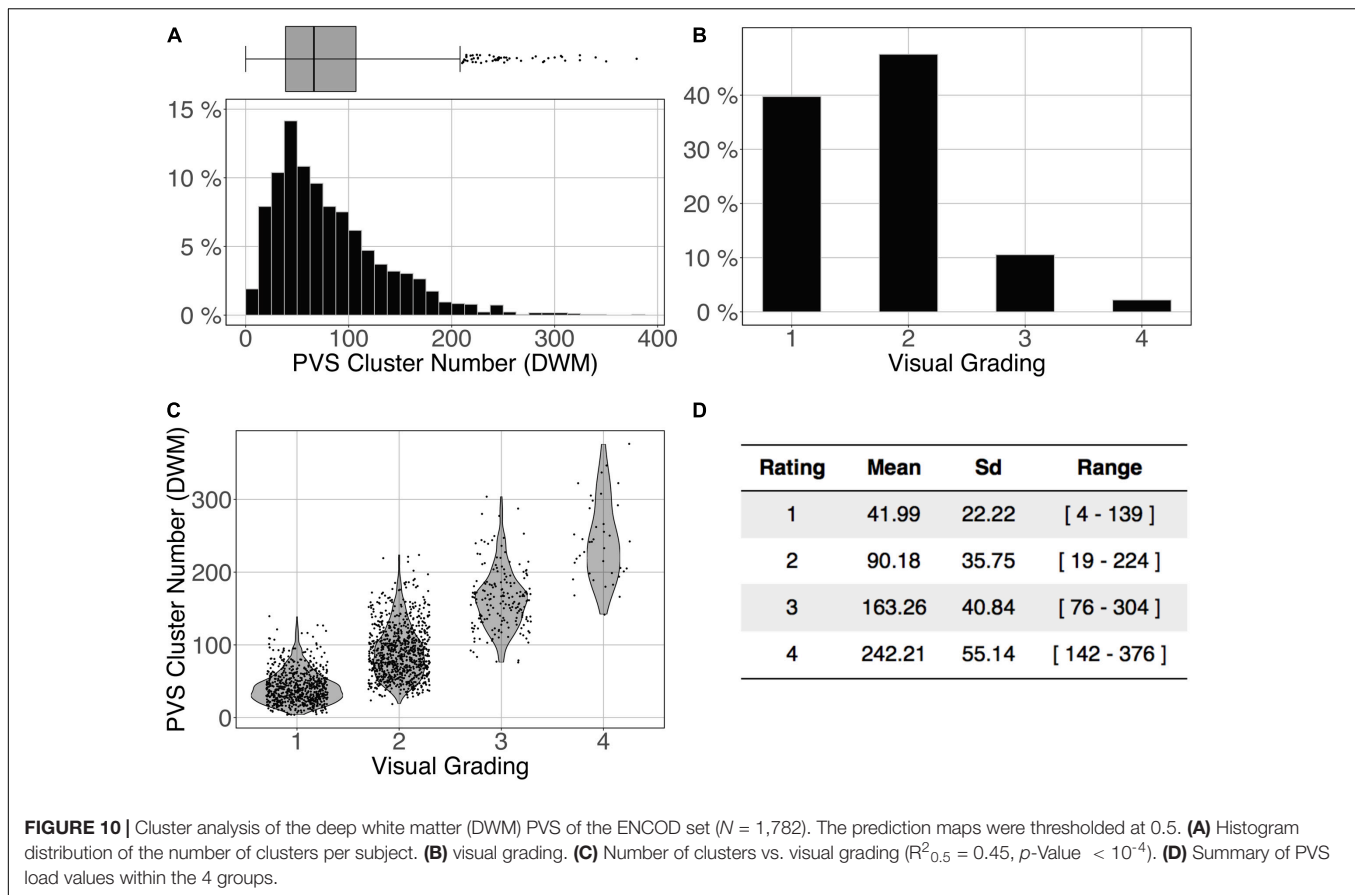 A
15 %
10 %
5 %
0 %
0 100 200 300 400
PVS Cluster Number (DWM)
B
40 %
30 %
20 %
10 %
0 %
1 2 3 4
Visual Grading
C
PVS Cluster Number (DWM)
300
200
100
0
1 2 3 4
Visual Grading
D
Rating Mean Sd Range
1 41.99 22.22 [ 4 - 139 ]
2 90.18 35.75 [ 19 - 224 ]
3 163.26 40.84 [ 76 - 304 ]
4 242.21 55.14 [ 142 - 376 ]
FIGURE 10 | Cluster analysis of the deep white matter (DWM) PVS of the ENCOD set (N = 1,782). The prediction maps were thresholded at 0.5. (A) Histogram
distribution of the number of clusters per subject. (B) visual grading. (C) Number of clusters vs. visual grading (R²₀.₅ = 0.45, p-Value < 10⁻⁴). (D) Summary of PVS
load values within the 4 groups.